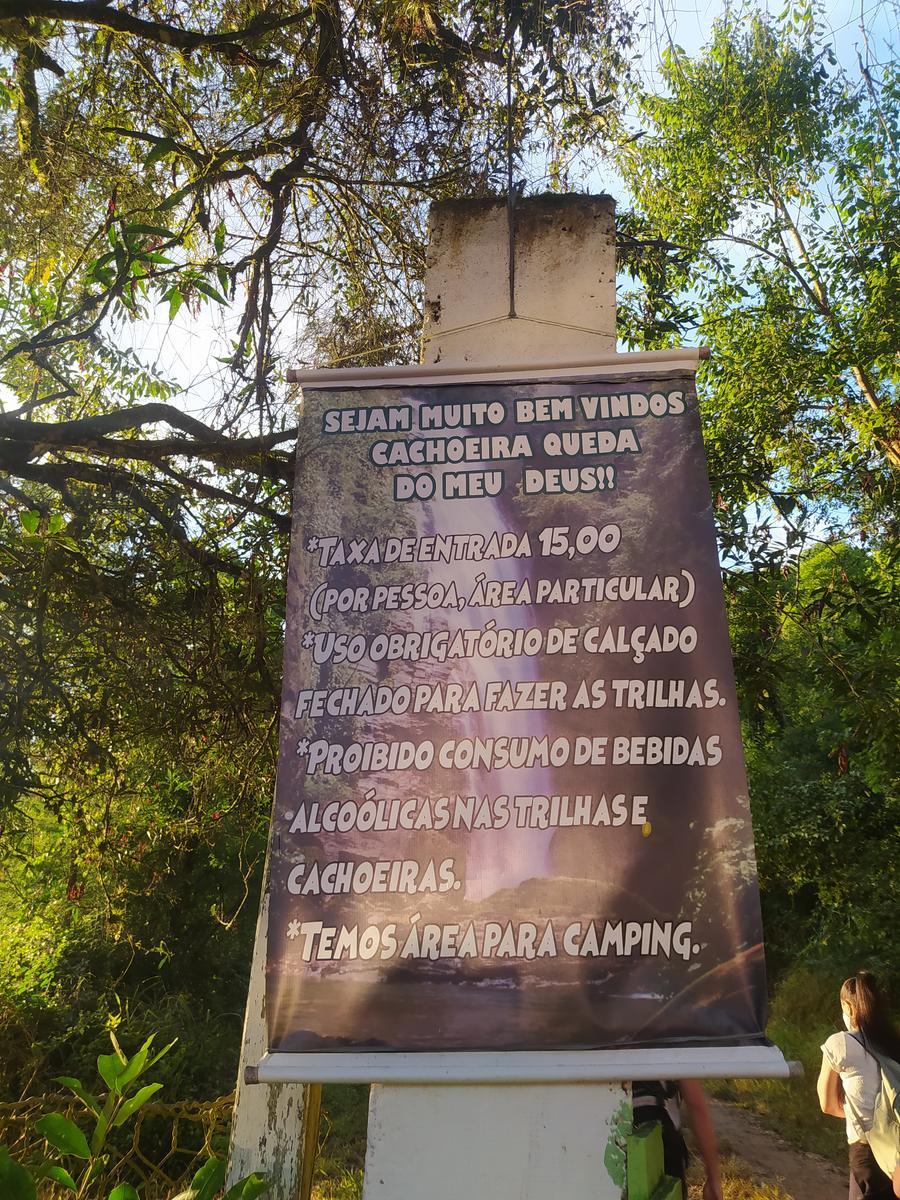 SEJAM MUITO BEM VINDOS
CACHOEIRA QUEDA
DO MEU DEUS!!
*TAXA DE ENTRADA 15,00
(POR PESSOA, ÁREA PARTICULAR)
*USO OBRIGATÓRIO DE CALÇADO
FECHADO PARA FAZER AS TRILHAS.
*PROIBIDO CONSUMO DE BEBIDAS
ALCOÓLICAS NAS TRILHAS E
CACHOEIRAS.
*TEMOS ÁREA PARA CAMPING.